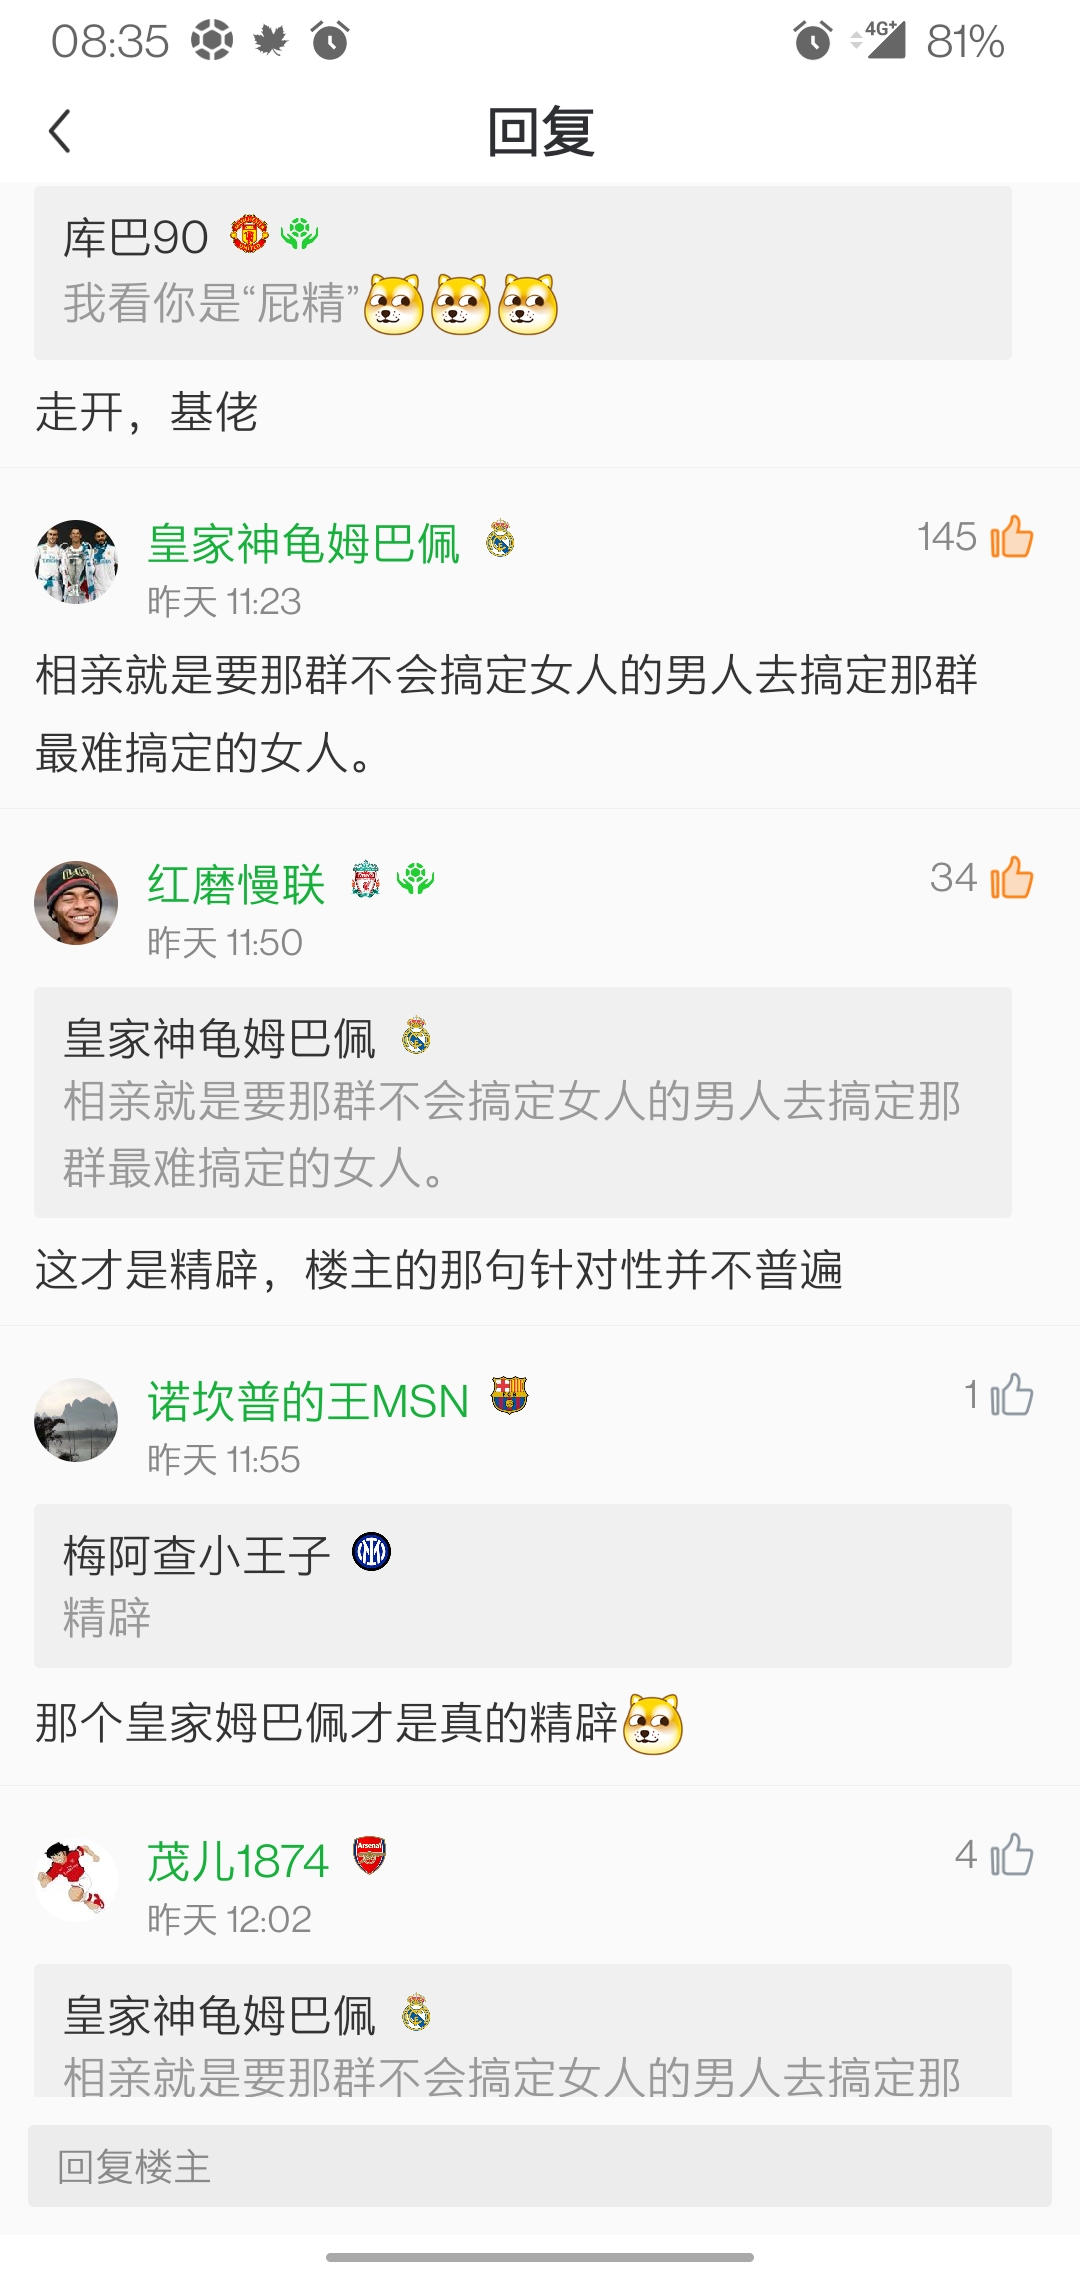 08:35
4G+
81%
回复
库巴90
我看你是“屁精”
走开，基佬
皇家神龟姆巴佩
145
昨天 11:23
相亲就是要那群不会搞定女人的男人去搞定那群
最难搞定的女人。
红磨慢联
34
昨天 11:50
皇家神龟姆巴佩
相亲就是要那群不会搞定女人的男人去搞定那
群最难搞定的女人。
这才是精辟，楼主的那句针对性并不普遍
诺坎普的王MSN
1
昨天 11:55
梅阿查小王子
精辟
那个皇家姆巴佩才是真的精辟
茂儿1874
Arsenal
4
昨天 12:02
皇家神龟姆巴佩
相亲就是要那群不会搞定女人的男人去搞定那
回复楼主